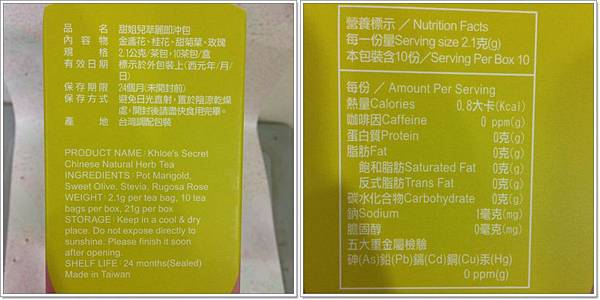 品名 甜姐兒草麗即沖包
內容物 金盞花、桂花、甜菊葉、玫瑰
規格 2.1公克/茶包,10茶包/盒
有效日期 標示於外包裝上(西元年/月/
日)
保存期限 24個月(未開封前)
保存方式 避免日光直射,置於陰涼乾燥
處,開封後請盡快食用完畢。
產地 台灣調配包裝
PRODUCT NAME:Khloe's Secret
Chinese Natural Herb Tea
INGREDIENTS:Pot Marigold,
Sweet Olive, Stevia, Rugosa Rose
WEIGHT:2.1g per tea bag, 10 tea
bags per box, 21g per box
STORAGE:Keep in a cool & dry
place. Do not expose directly to
sunshine. Please finish it soon
after opening.
SHELF LIFE:24 months(Sealed)
Made in Taiwan
營養標示/Nutrition Facts
每一份量Serving size 2.1克(g)
本包裝含10份/Serving Per Box 10
每份/Amount Per Serving
熱量Calories 0.8大卡(Kcal)
咖啡因Caffeine 0 ppm(g)
蛋白質Protein 0克(g)
脂肪Fat 0克(g)
飽和脂肪Saturated Fat 0克(g)
反式脂肪Trans Fat 0克(g)
碳水化合物Carbohydrate 0克(g)
鈉Sodium 1毫克(mg)
膽固醇 0毫克(mg)
五大重金屬檢驗
砷(As)鉛(Pb)鎘(Cd)銅(Cu)汞(Hg)
0 ppm(g)